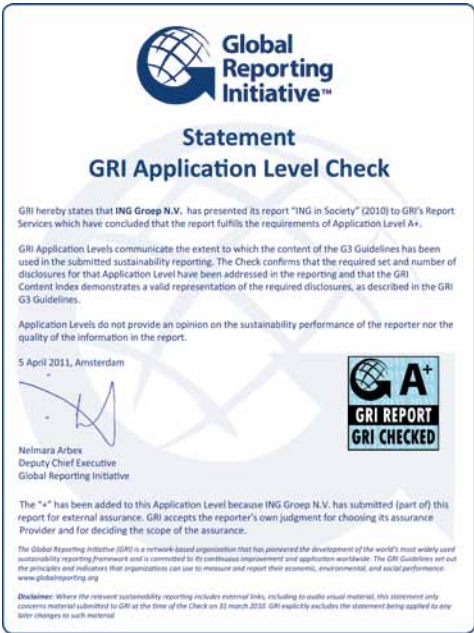 Global
Reporting
Initiative™
Statement
GRI Application Level Check
GRI hereby states that ING Groep N.V. has presented its report "ING in Society" (2010) to GRI's Report
Services which have concluded that the report fulfills the requirements of Application Level A+.
GRI Application Levels communicate the extent to which the content of the G3 Guidelines has been
used in the submitted sustainability reporting. The Check confirms that the required set and number of
disclosures for that Application Level have been addressed in the reporting and that the GRI
Content Index demonstrates a valid representation of the required disclosures, as described in the GRI
G3 Guidelines.
Application Levels do not provide an opinion on the sustainability performance of the reporter nor the
quality of the information in the report.
5 April 2011, Amsterdam
A+
GRI REPORT
GRI CHECKED
Nelmara Arbex
Deputy Chief Executive
Global Reporting Initiative
The "+" has been added to this Application Level because ING Groep N.V. has submitted (part of) this
report for external assurance. GRI accepts the reporter's own judgment for choosing its assurance
Provider and for deciding the scope of the assurance.
The Global Reporting Initiative (GRI) is a network-based organization that has pioneered the development of the world's most widely used
sustainability reporting framework and is committed to its continuous improvement and application worldwide. The GRI Guidelines set out
the principles and indicators that organizations can use to measure and report their economic, environmental, and social performance.
www.globalreporting.org
Disclaimer: Where the relevant sustainability reporting includes external links, including to audio visual material, this statement only
concerns material submitted to GRI at the time of the Check on 31 march 2010. GRI explicitly excludes the statement being applied to any
later changes to such material.